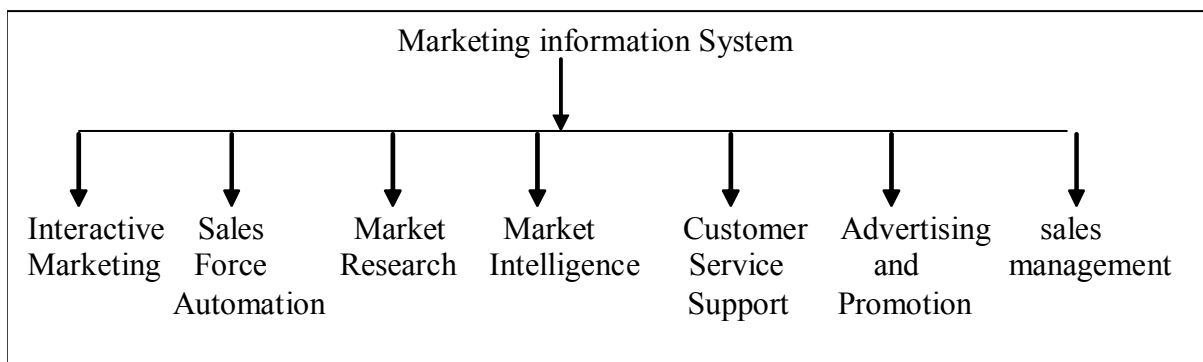 Marketing information System
Interactive Marketing
Sales Force Automation
Market Research
Market Intelligence
Customer Service Support
Advertising and Promotion
sales management